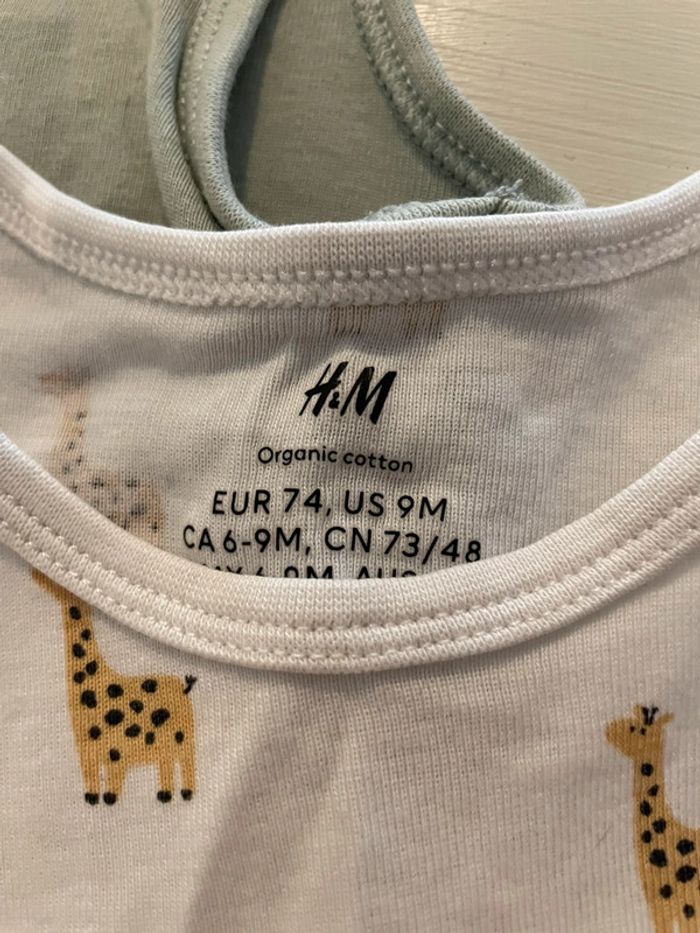 H&M
Organic cotton
EUR 74, US 9M
CA 6-9M, CN 73/48